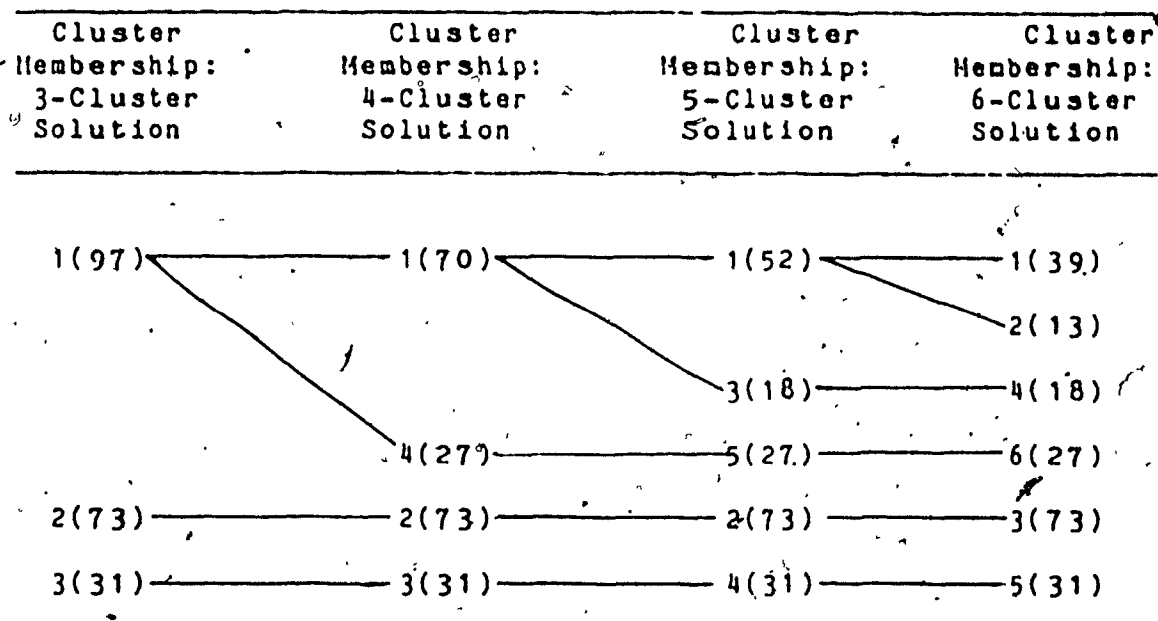 Cluster Cluster Cluster Cluster
Membership: Membership: Membership: Membership:
3-Cluster 4-Cluster 5-Cluster 6-Cluster
Solution Solution Solution Solution
1(97) 1(70) 1(52) 1(39)
2(13)
3(18) 4(18)
4(27) 5(27) 6(27)
2(73) 2(73) 2(73) 3(73)
3(31) 3(31) 4(31) 5(31)